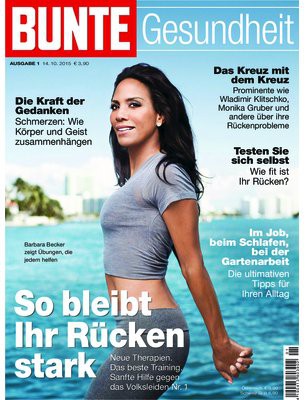 BUNTE Gesundheit
AUSGABE 1 14.10.2015 € 3,90
Das Kreuz mit
dem Kreuz
Prominente wie
Wladimir Klitschko,
Monika Gruber und
andere über ihre
Rückenprobleme
Die Kraft der
Gedanken
Schmerzen: Wie
Körper und Geist
zusammenhängen
Testen Sie
sich selbst
Wie fit ist
Ihr Rücken?
Im Job,
beim Schlafen,
bei der
Gartenarbeit
Die ultimativen
Tipps für
Ihren Alltag
Barbara Becker
zeigt Übungen, die
jedem helfen
So bleibt
Ihr Rücken
stark
Neue Therapien.
Das beste Training.
Sanfte Hilfe gegen
das Volksleiden Nr. 1